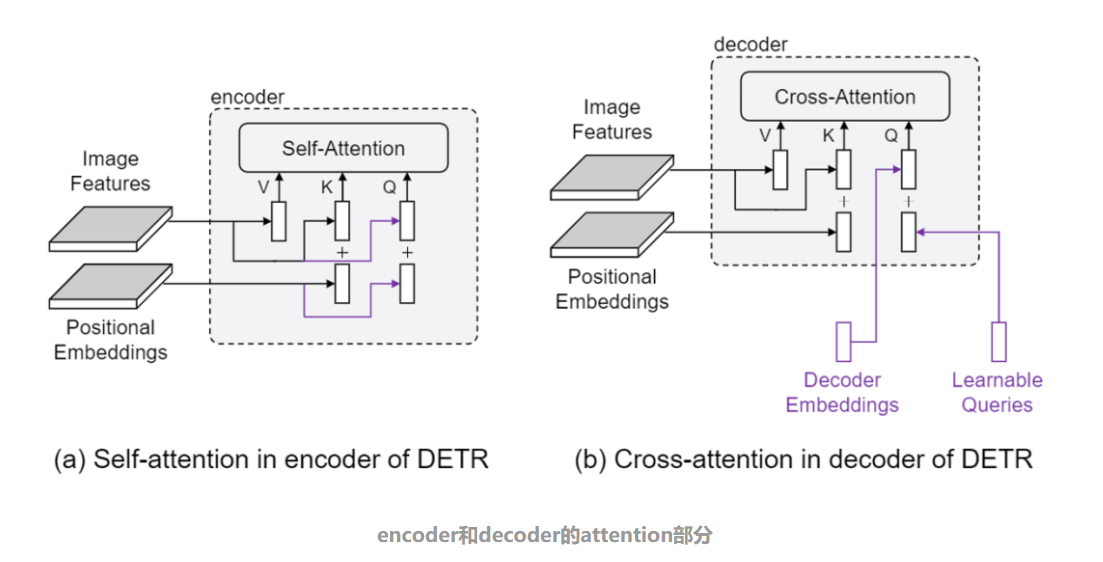 encoder
Self-Attention
V
K
Q
Image
Features
+
+
Positional
Embeddings
(a) Self-attention in encoder of DETR
decoder
Cross-Attention
V
K
Q
Image
Features
+
+
Positional
Embeddings
Decoder
Embeddings
Learnable
Queries
(b) Cross-attention in decoder of DETR
encoder和decoder的attention部分